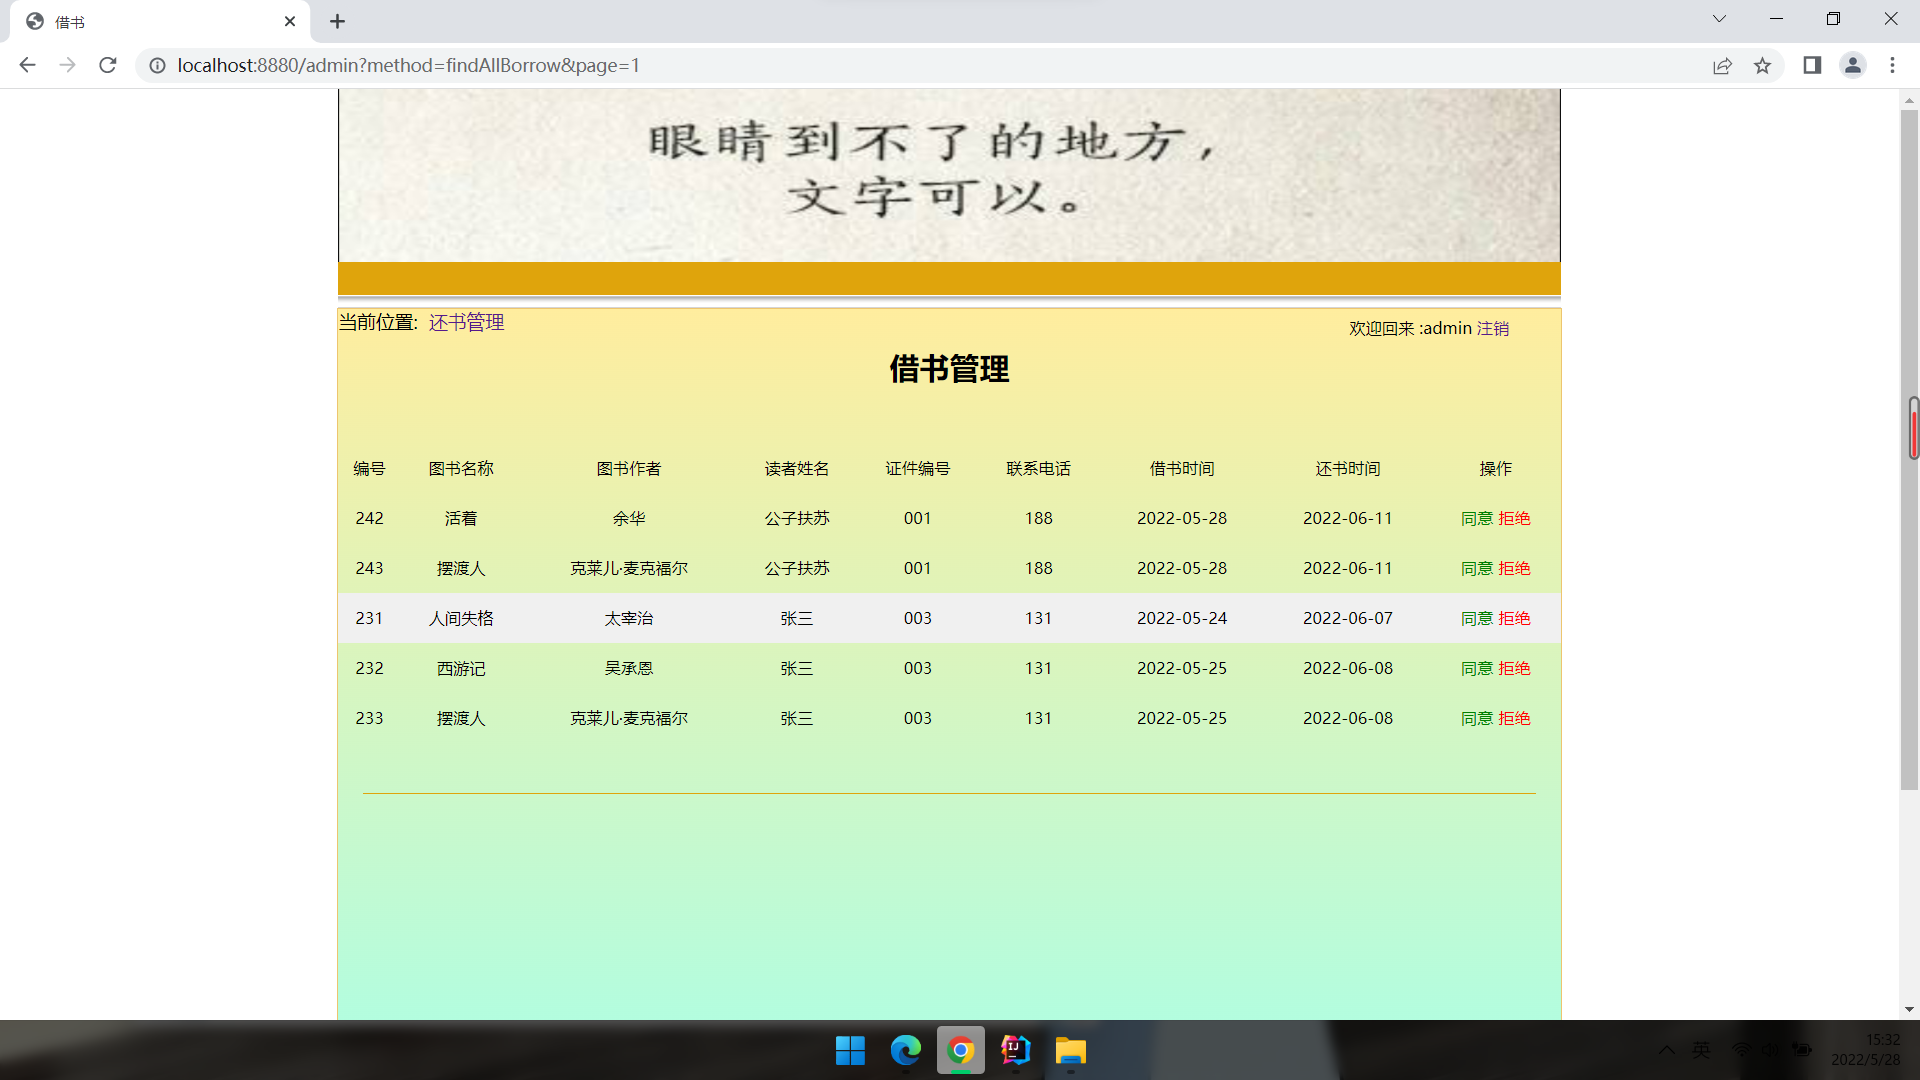 借书
localhost:8880/admin?method=findAllBorrow&page=1
眼睛到不了的地方，
文字可以。
当前位置: 还书管理
欢迎回来 :admin 注销
借书管理
编号 图书名称 图书作者 读者姓名 证件编号 联系电话 借书时间 还书时间 操作
242 活着 余华 公子扶苏 001 188 2022-05-28 2022-06-11 同意 拒绝
243 摆渡人 克莱儿·麦克福尔 公子扶苏 001 188 2022-05-28 2022-06-11 同意 拒绝
231 人间失格 太宰治 张三 003 131 2022-05-24 2022-06-07 同意 拒绝
232 西游记 吴承恩 张三 003 131 2022-05-25 2022-06-08 同意 拒绝
233 摆渡人 克莱儿·麦克福尔 张三 003 131 2022-05-25 2022-06-08 同意 拒绝
IJ
英
15:32
2022/5/28